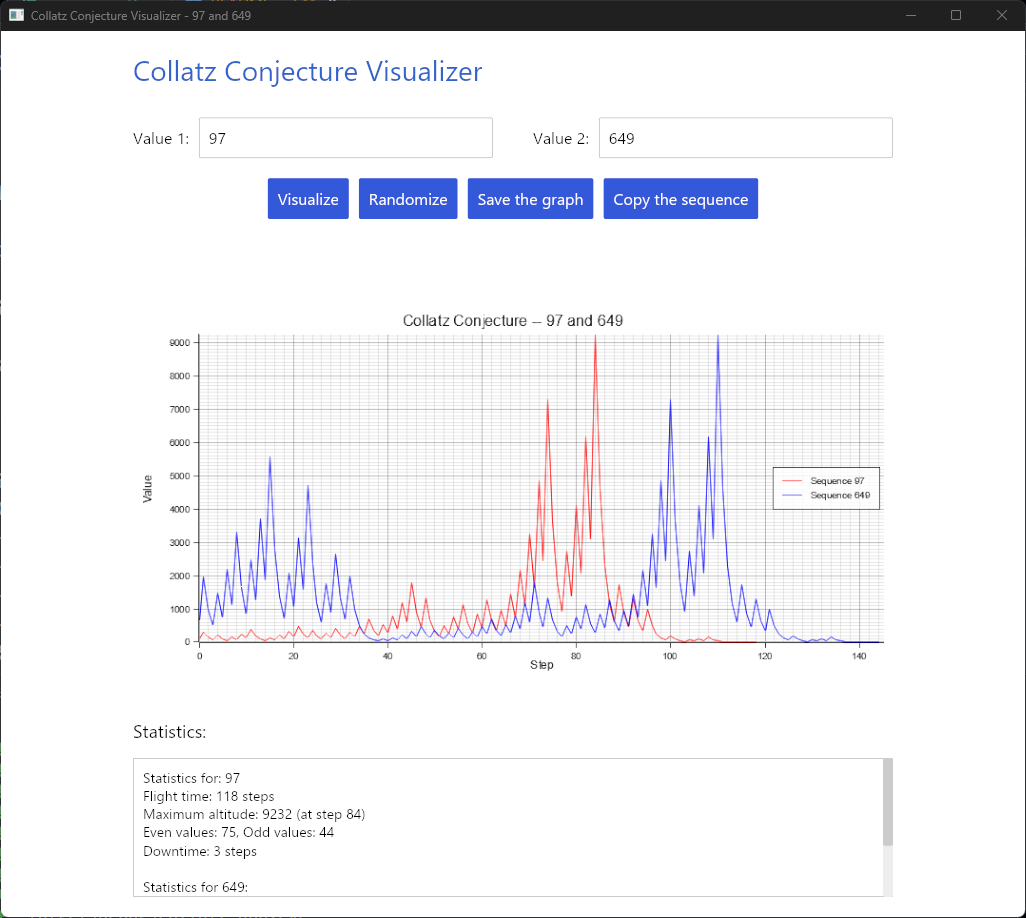 Collatz Conjecture Visualizer - 97 and 649
Collatz Conjecture Visualizer
Value 1: 97 Value 2: 649
Visualize Randomize Save the graph Copy the sequence
Collatz Conjecture -- 97 and 649
9000
8000
7000
6000
5000
4000
3000
2000
1000
0
Value
Sequence 97
Sequence 649
0 20 40 60 80 100 120 140
Step
Statistics:
Statistics for: 97
Flight time: 118 steps
Maximum altitude: 9232 (at step 84)
Even values: 75, Odd values: 44
Downtime: 3 steps
Statistics for 649: